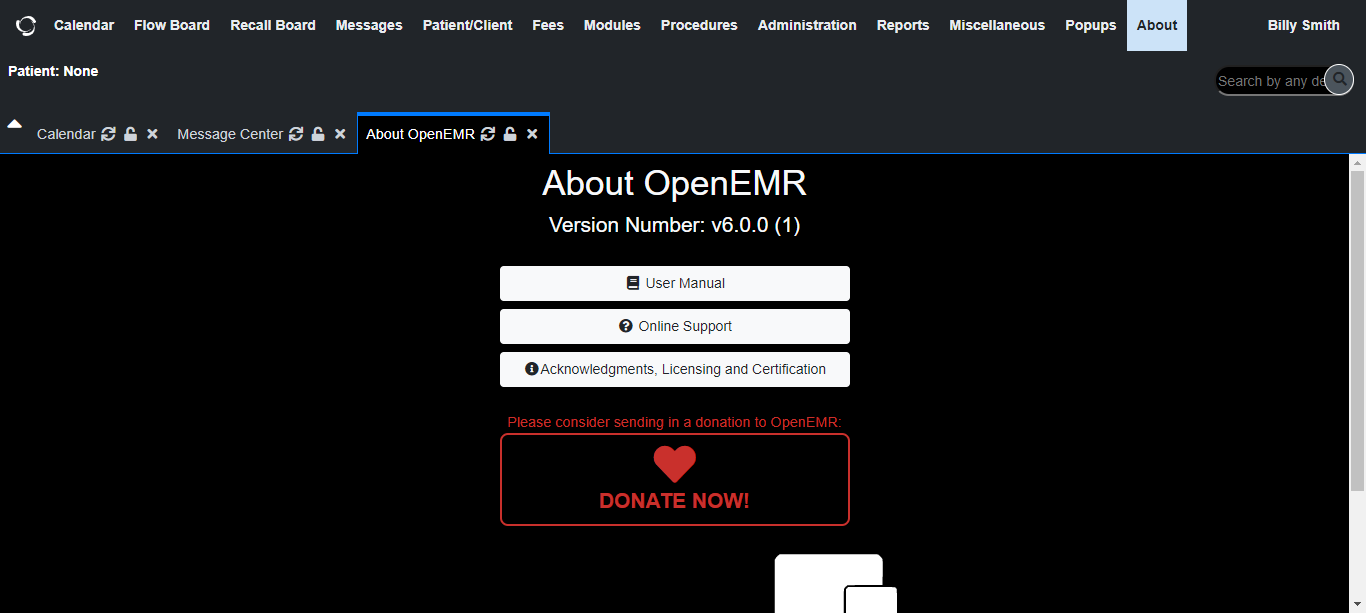 Calendar Flow Board Recall Board Messages Patient/Client Fees Modules Procedures Administration Reports Miscellaneous Popups About Billy Smith
Patient: None
Search by any de
Calendar Message Center About OpenEMR
About OpenEMR
Version Number: v6.0.0 (1)
User Manual
Online Support
Acknowledgments, Licensing and Certification
Please consider sending in a donation to OpenEMR:
DONATE NOW!